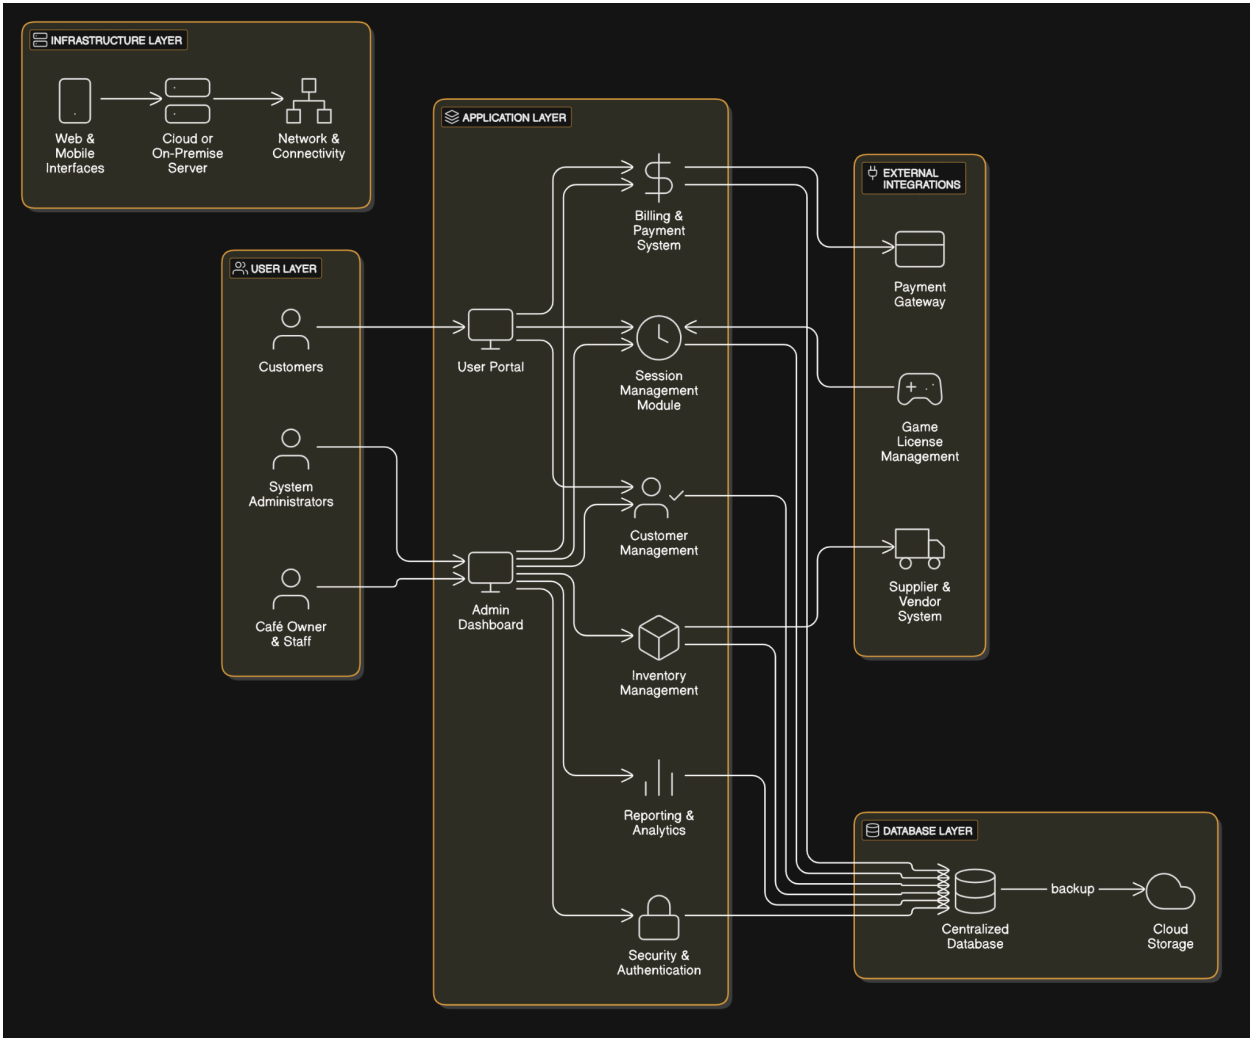 INFRASTRUCTURE LAYER
Web &
Mobile
Interfaces
Cloud or
On-Premise
Server
Network &
Connectivity
USER LAYER
Customers
System
Administrators
Café Owner
& Staff
APPLICATION LAYER
User Portal
Admin
Dashboard
Billing &
Payment
System
Session
Management
Module
Customer
Management
Inventory
Management
Reporting &
Analytics
Security &
Authentication
EXTERNAL
INTEGRATIONS
Payment
Gateway
Game
License
Management
Supplier &
Vendor
System
DATABASE LAYER
Centralized
Database
backup
Cloud
Storage